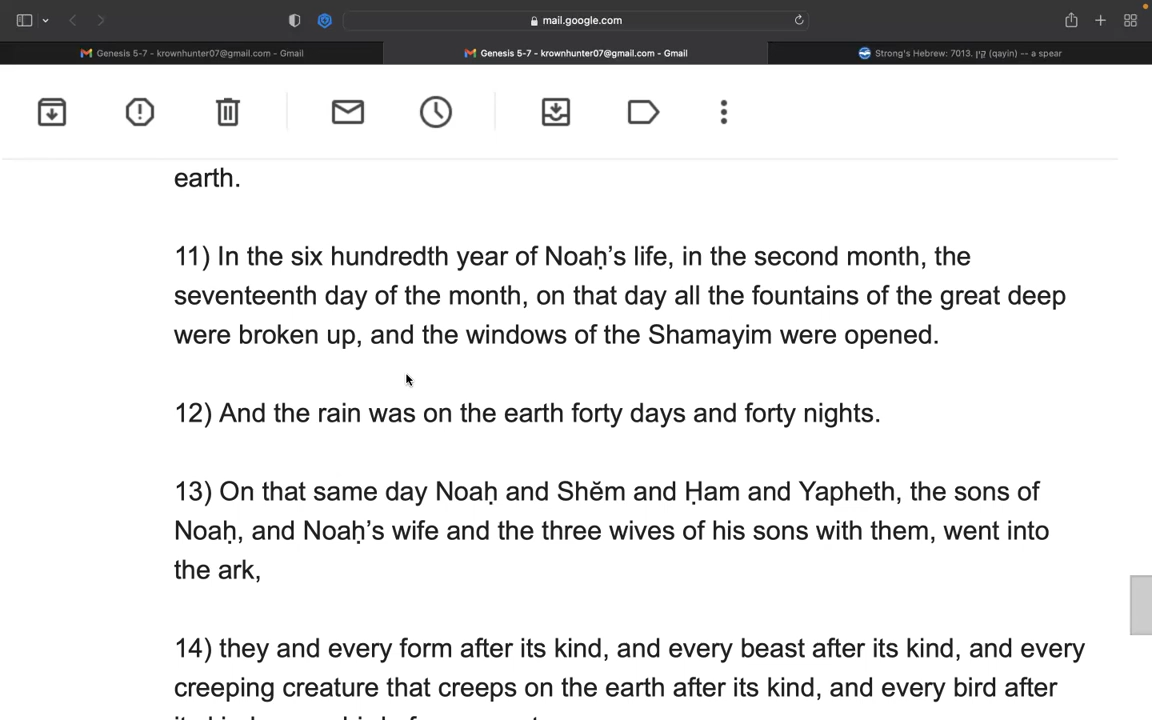 mail.google.com
Genesis 5-7 - krownhunter07@gmail.com - Gmail
Genesis 5-7 - krownhunter07@gmail.com - Gmail
Strong's Hebrew: 7013. קַיִן (qayin) -- a spear
earth.
11) In the six hundredth year of Noaḥ’s life, in the second month, the
seventeenth day of the month, on that day all the fountains of the great deep
were broken up, and the windows of the Shamayim were opened.
12) And the rain was on the earth forty days and forty nights.
13) On that same day Noaḥ and Shĕm and Ḥam and Yapheth, the sons of
Noaḥ, and Noaḥ’s wife and the three wives of his sons with them, went into
the ark,
14) they and every form after its kind, and every beast after its kind, and every
creeping creature that creeps on the earth after its kind, and every bird after